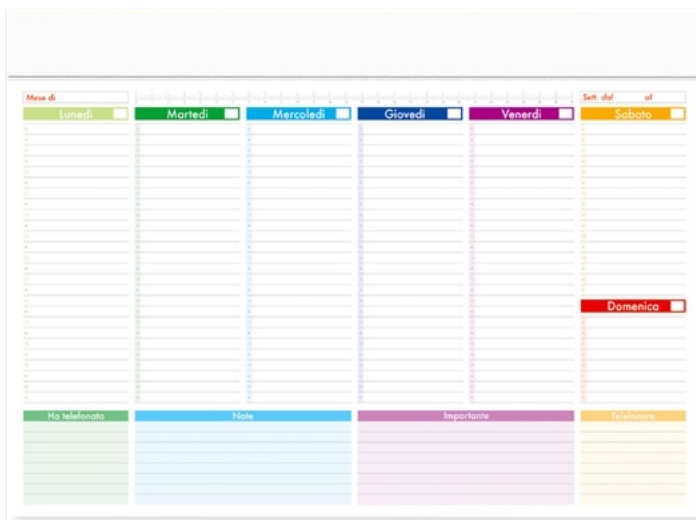 Mese di
Sett. dal al
Lunedì
Martedì
Mercoledì
Giovedì
Venerdì
Sabato
Domenica
Ha telefonato
Note
Importante
Telefonare